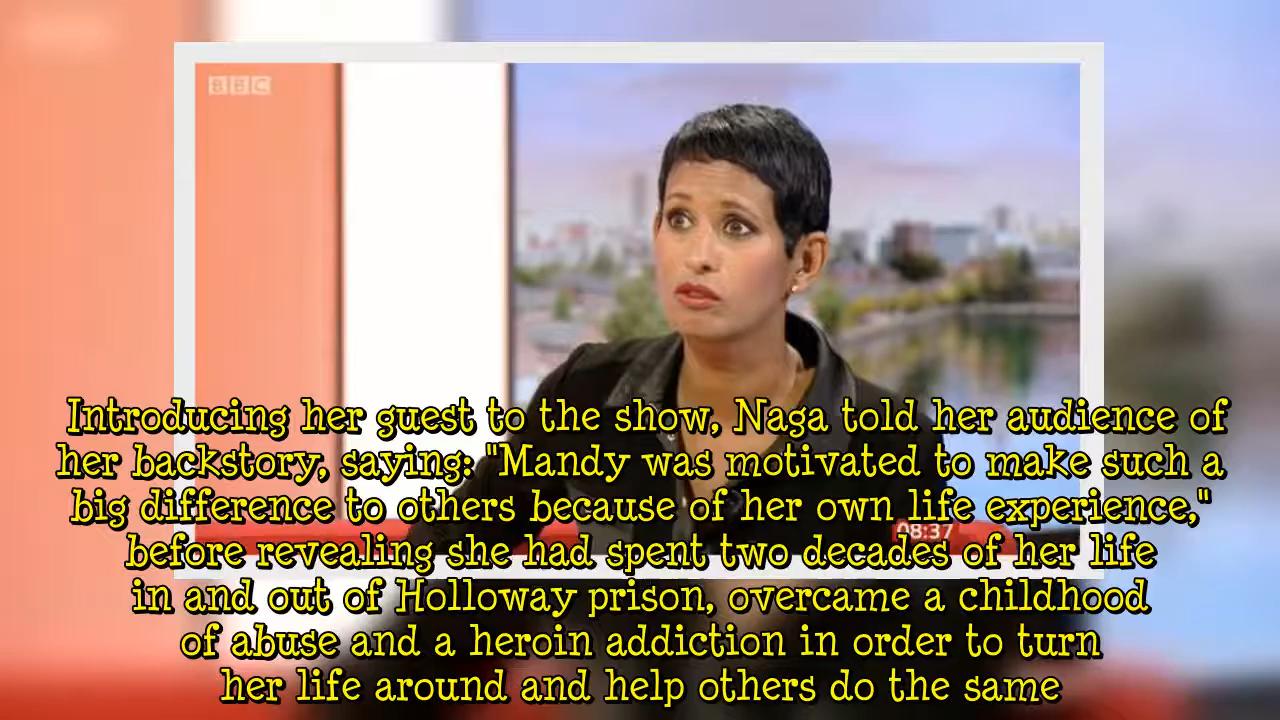 BBC
08:37
Introducing her guest to the show, Naga told her audience of
her backstory, saying: "Mandy was motivated to make such a
big difference to others because of her own life experience,"
before revealing she had spent two decades of her life
in and out of Holloway prison, overcame a childhood
of abuse and a heroin addiction in order to turn
her life around and help others do the same